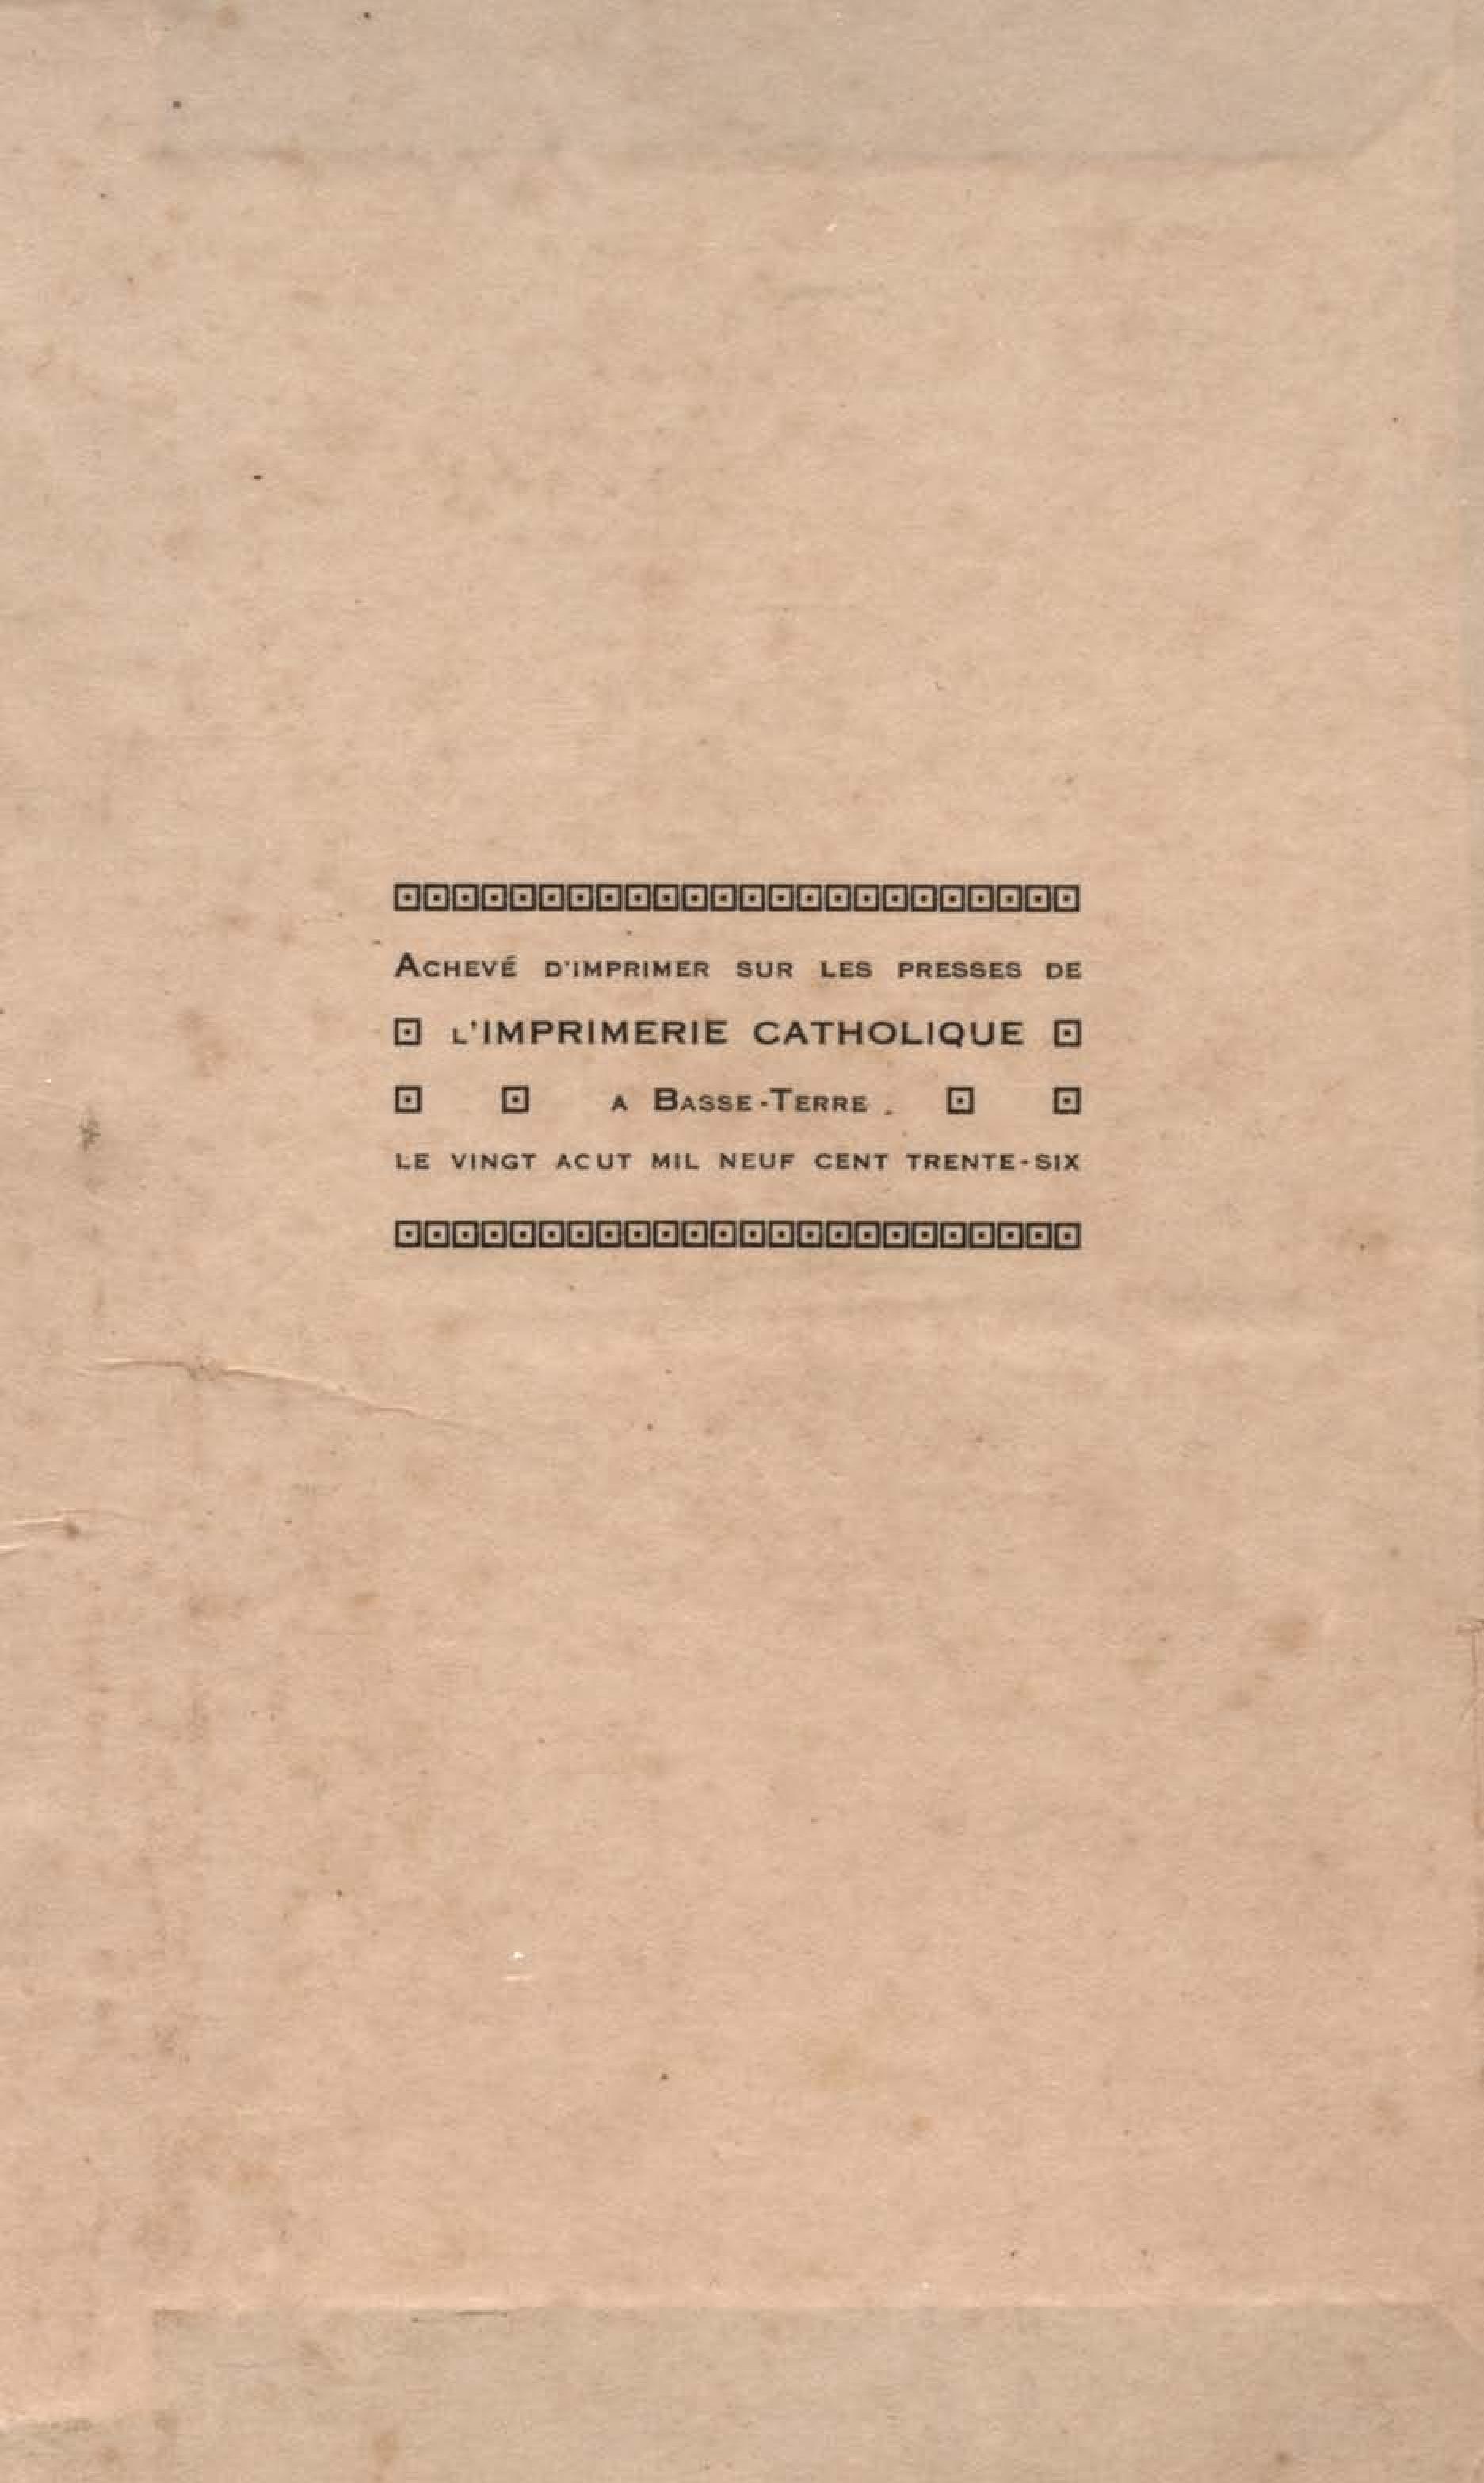 ACHEVÉ D'IMPRIMER SUR LES PRESSES DE
L'IMPRIMERIE CATHOLIQUE
A BASSE-TERRE.
LE VINGT ACUT MIL NEUF CENT TRENTE-SIX